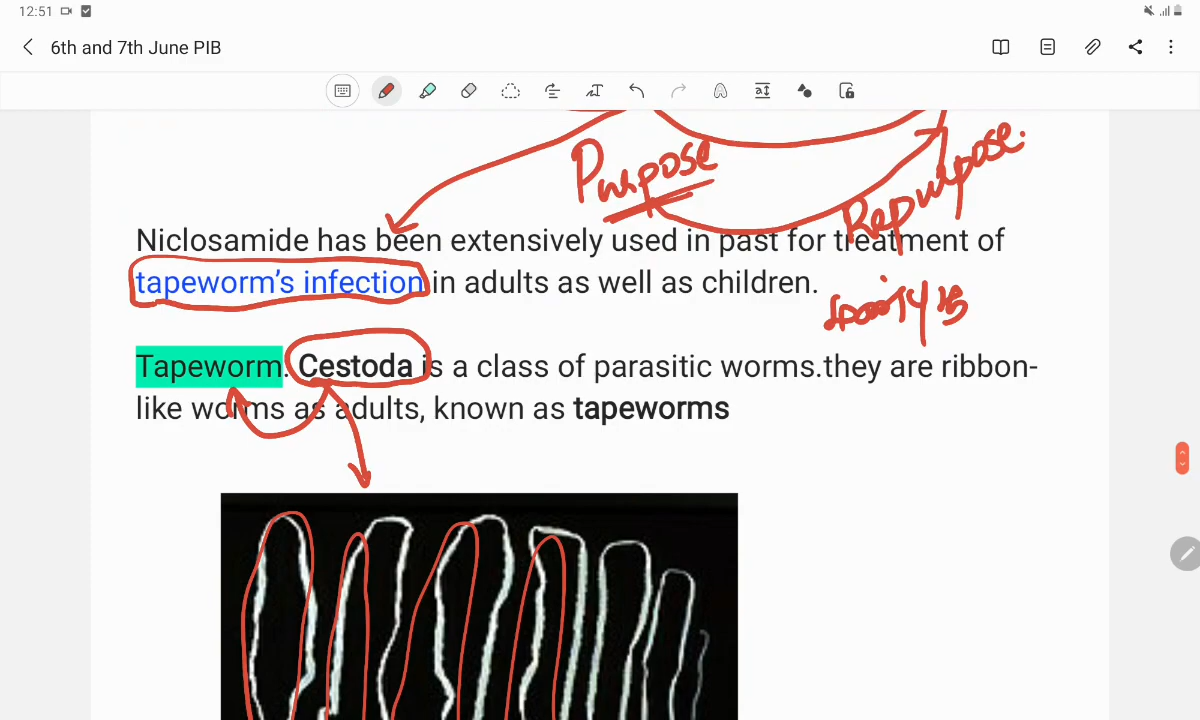 12:51
6th and 7th June PIB
Purpose
Repurpose.
Niclosamide has been extensively used in past for treatment of
tapeworm's infection in adults as well as children.
Tapeworm. Cestoda is a class of parasitic worms.they are ribbon-
like worms as adults, known as tapeworms